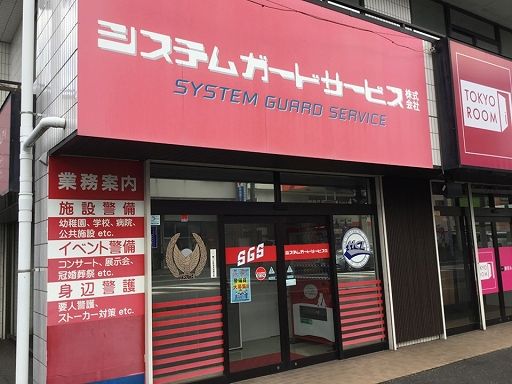 システムガードサービス株式会社
SYSTEM GUARD SERVICE
TOKYO
ROOM
業務案内
施設警備
幼稚園、学校、病院、
公共施設 etc.
イベント警備
コンサート、展示会、
冠婚葬祭 etc.
身辺警護
要人警護、
ストーカー対策 etc.
SGS
システムガードサービス
TOKYO